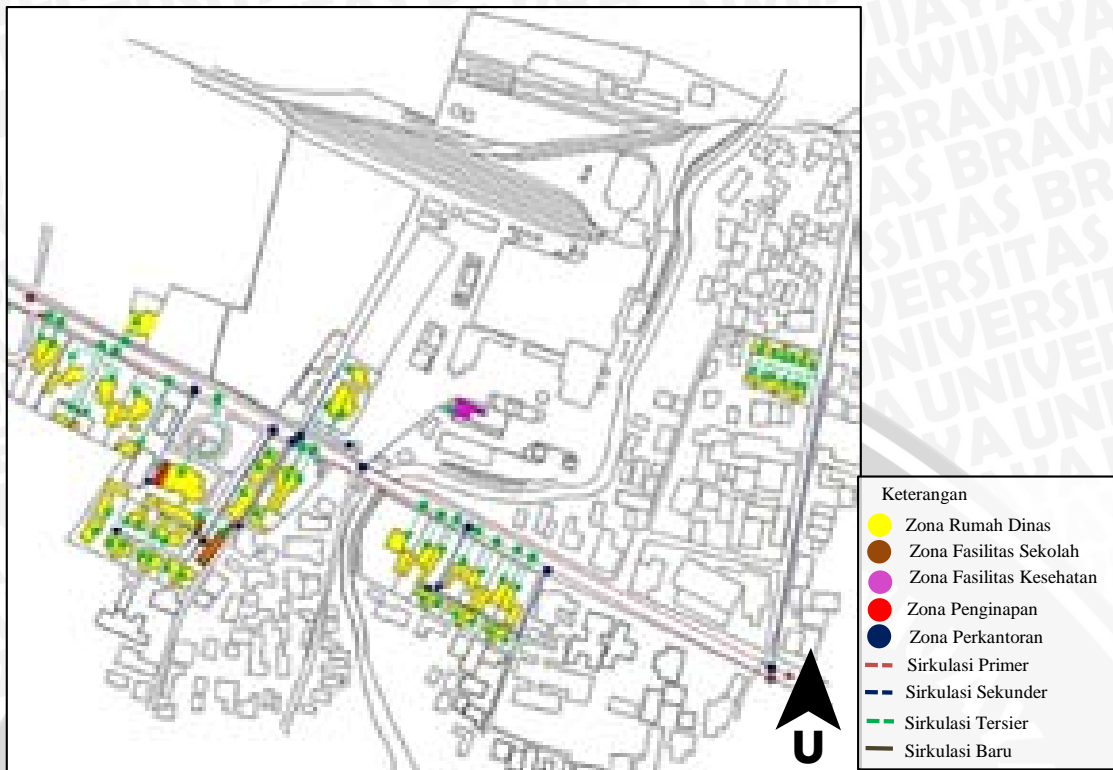 U
Keterangan
Zona Rumah Dinas
Zona Fasilitas Sekolah
Zona Fasilitas Kesehatan
Zona Penginapan
Zona Perkantoran
Sirkulasi Primer
Sirkulasi Sekunder
Sirkulasi Tersier
Sirkulasi Baru